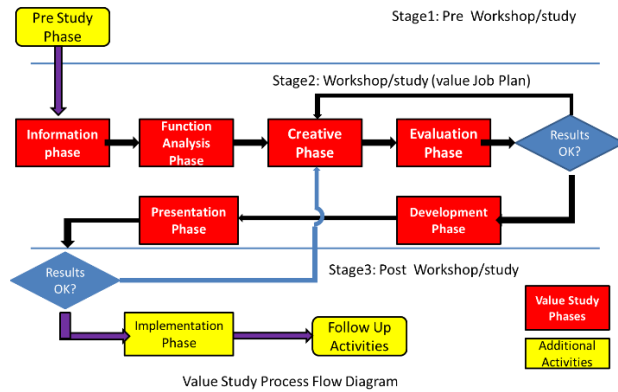 Pre Study
Phase
Stage1: Pre Workshop/study
Stage2: Workshop/study (value Job Plan)
Information
phase
Function
Analysis
Phase
Creative
Phase
Evaluation
Phase
Results
OK?
Presentation
Phase
Development
Phase
Results
OK?
Stage3: Post Workshop/study
Implementation
Phase
Follow Up
Activities
Value Study
Phases
Additional
Activities
Value Study Process Flow Diagram